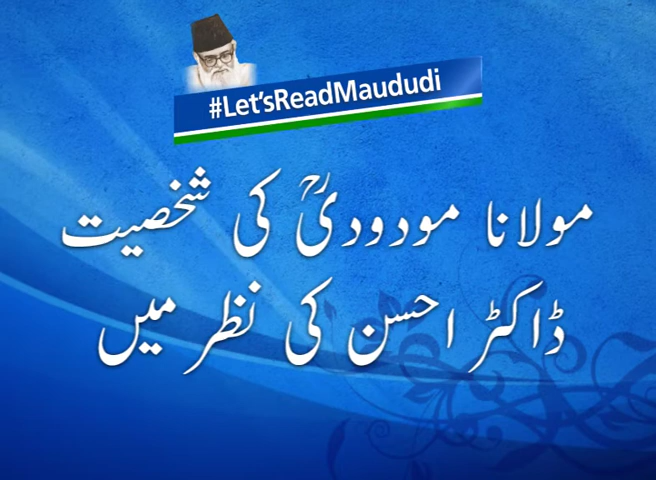 #Let'sReadMaududi
مولانا مودودیؒ کی شخصیت
ڈاکٹر احسن کی نظر میں